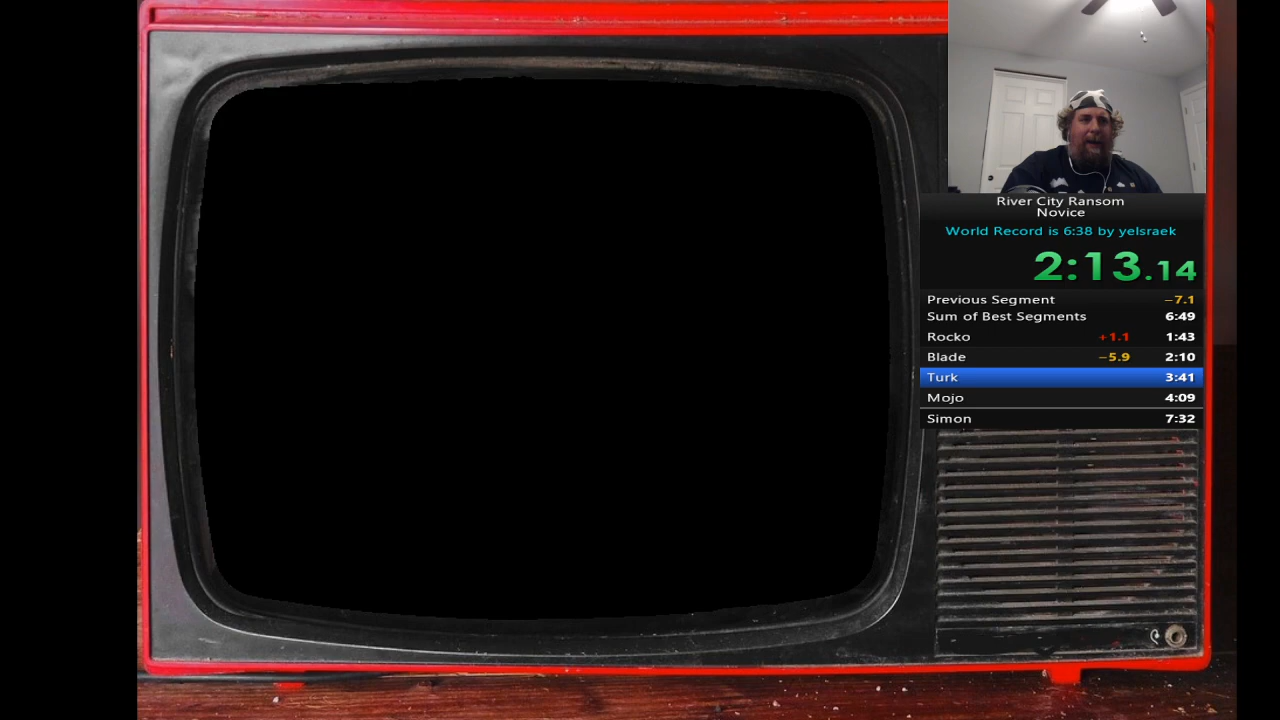 River City Ransom
Novice
World Record is 6:38 by yelsraek
2:13.14
Previous Segment -7.1
Sum of Best Segments 6:49
Rocko +1.1 1:43
Blade -5.9 2:10
Turk 3:41
Mojo 4:09
Simon 7:32